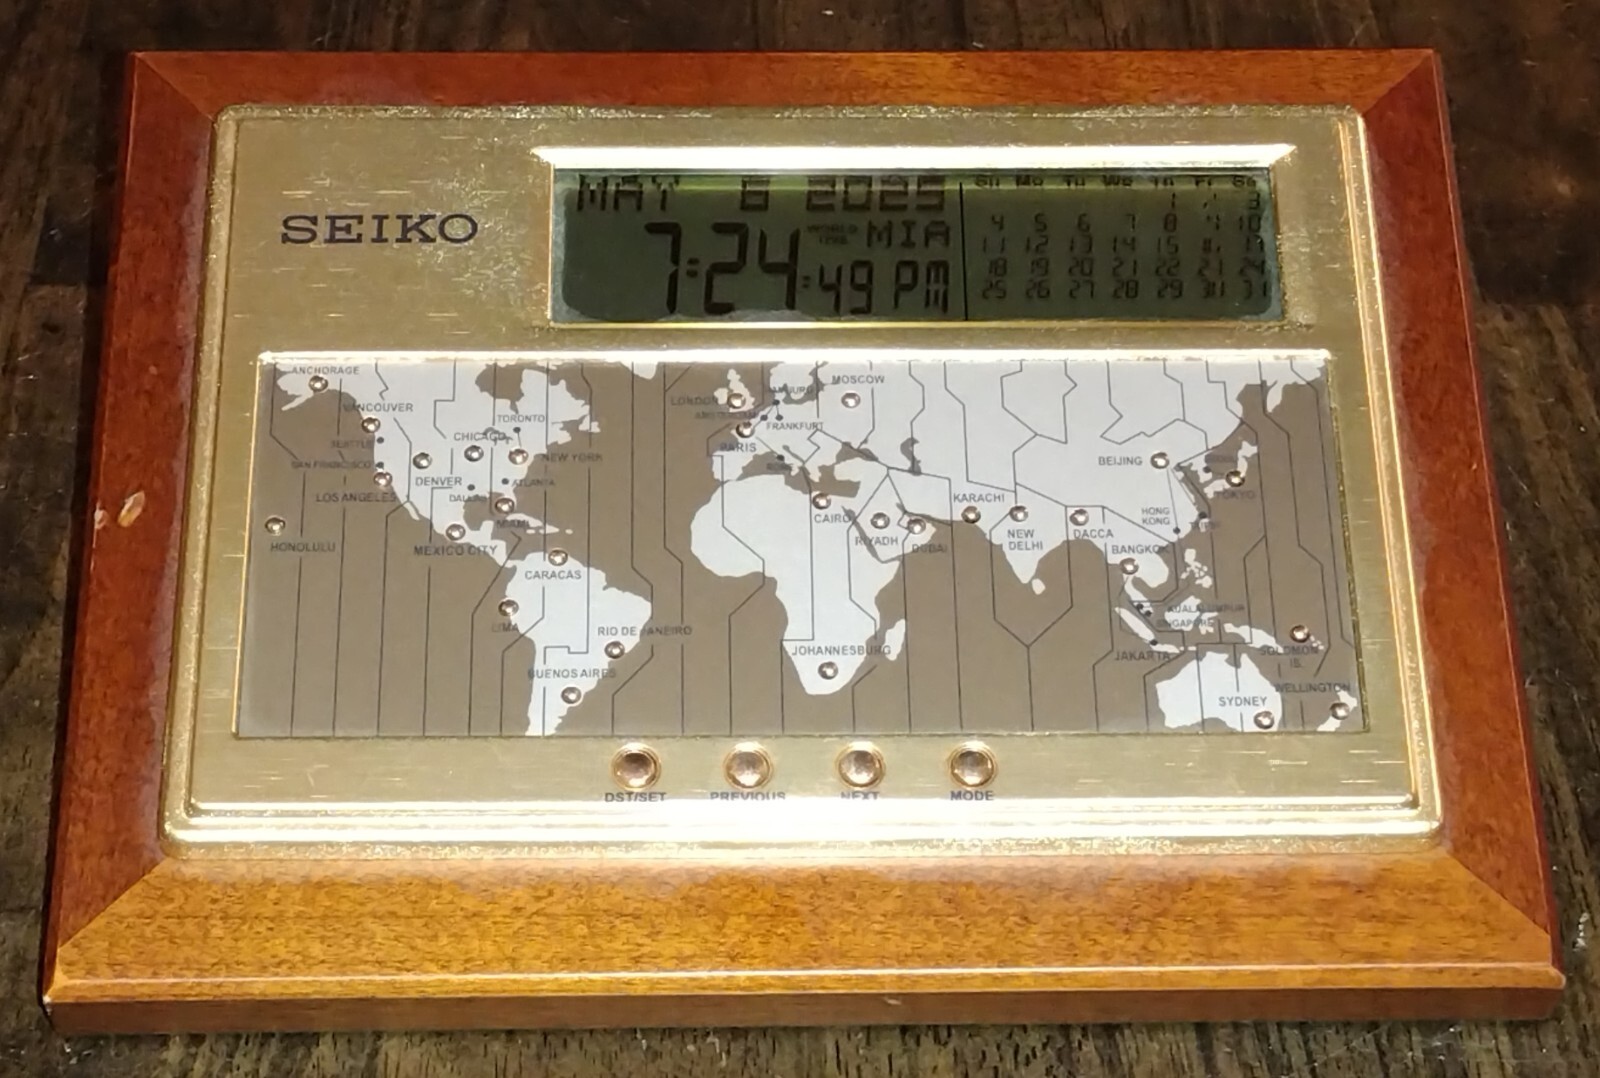 SEIKO
MAY 6 2025
7:24:49 PM
WORLD TIME
MIA
Su Mo Tu We Th Fr Sa
1 2 3
4 5 6 7 8 9 10
11 12 13 14 15 16 17
18 19 20 21 22 23 24
25 26 27 28 29 30 31
ANCHORAGE
VANCOUVER
SEATTLE
SAN FRANCISCO
LOS ANGELES
HONOLULU
DENVER
CHICAGO
TORONTO
NEW YORK
DALLAS
ATLANTA
MIAMI
MEXICO CITY
CARACAS
LIMA
RIO DE JANEIRO
BUENOS AIRES
LONDON
AMSTERDAM
HAMBURG
FRANKFURT
PARIS
ROME
MOSCOW
CAIRO
RIYADH
DUBAI
JOHANNESBURG
KARACHI
NEW
DELHI
DACCA
BEIJING
HONG
KONG
TOKYO
BANGKOK
KUALA LUMPUR
SINGAPORE
JAKARTA
SOLOMON
IS.
SYDNEY
WELLINGTON
DST/SET
PREVIOUS
NEXT
MODE